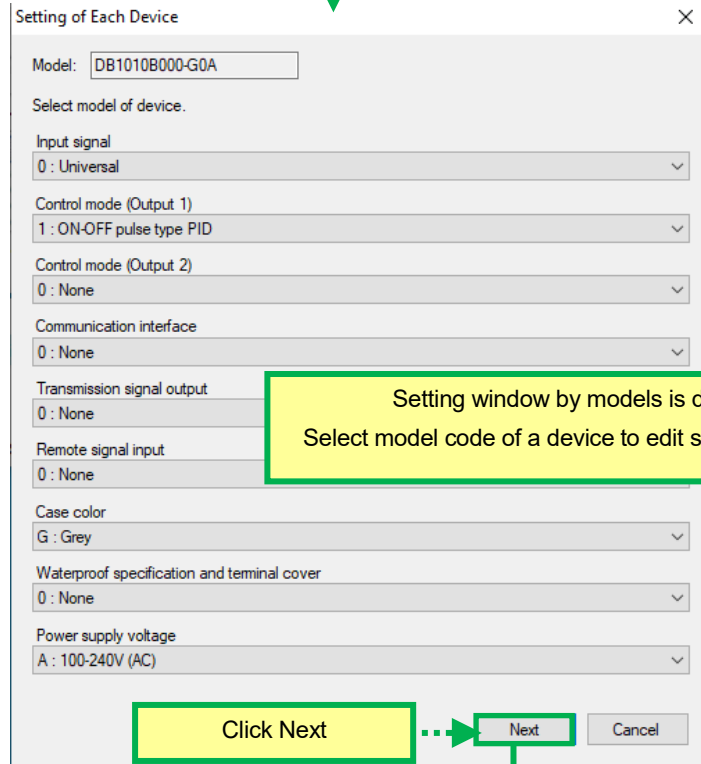 Setting of Each Device
Model: DB1010B000-G0A
Select model of device.
Input signal
0 : Universal
Control mode (Output 1)
1 : ON-OFF pulse type PID
Control mode (Output 2)
0 : None
Communication interface
0 : None
Transmission signal output
0 : None
Setting window by models is
Select model code of a device to edit
Remote signal input
0 : None
Case color
G : Grey
Waterproof specification and terminal cover
0 : None
Power supply voltage
A : 100-240V (AC)
Click Next
Next
Cancel